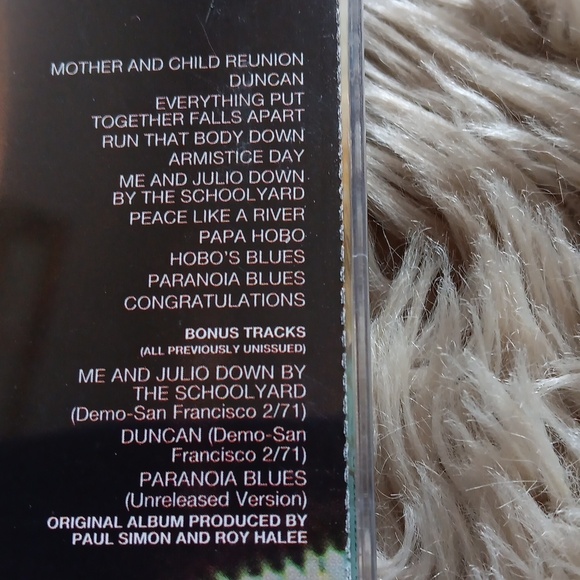 MOTHER AND CHILD REUNION
DUNCAN
EVERYTHING PUT
TOGETHER FALLS APART
RUN THAT BODY DOWN
ARMISTICE DAY
ME AND JULIO DOWN
BY THE SCHOOLYARD
PEACE LIKE A RIVER
PAPA HOBO
HOBO'S BLUES
PARANOIA BLUES
CONGRATULATIONS
BONUS TRACKS
(ALL PREVIOUSLY UNISSUED)
ME AND JULIO DOWN BY
THE SCHOOLYARD
(Demo-San Francisco 2/71)
DUNCAN (Demo-San
Francisco 2/71)
PARANOIA BLUES
(Unreleased Version)
ORIGINAL ALBUM PRODUCED BY
PAUL SIMON AND ROY HALEE